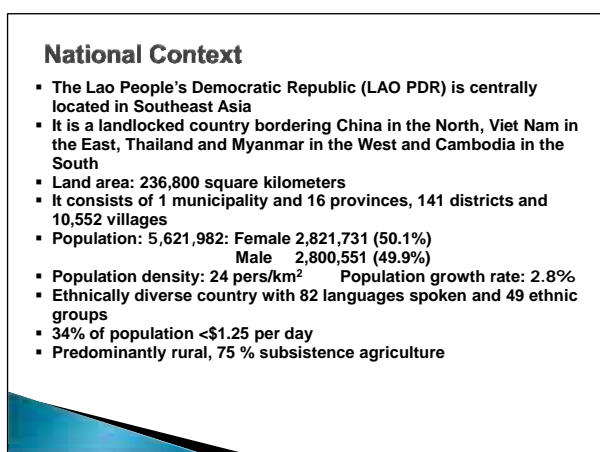 National Context
▪ The Lao People's Democratic Republic (LAO PDR) is centrally
located in Southeast Asia
▪ It is a landlocked country bordering China in the North, Viet Nam in
the East, Thailand and Myanmar in the West and Cambodia in the
South
▪ Land area: 236,800 square kilometers
▪ It consists of 1 municipality and 16 provinces, 141 districts and
10,552 villages
▪ Population: 5,621,982: Female 2,821,731 (50.1%)
Male 2,800,551 (49.9%)
▪ Population density: 24 pers/km² Population growth rate: 2.8%
▪ Ethnically diverse country with 82 languages spoken and 49 ethnic
groups
▪ 34% of population <$1.25 per day
▪ Predominantly rural, 75 % subsistence agriculture